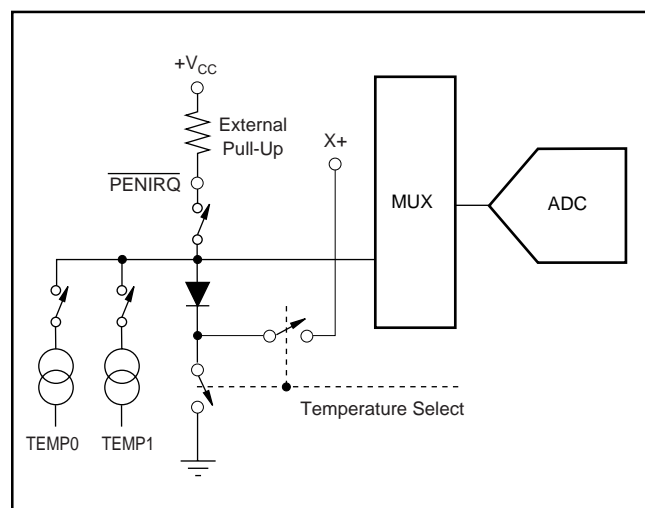 +VCC
External
Pull-Up
X+
PENIRQ
MUX
ADC
TEMP0
TEMP1
Temperature Select